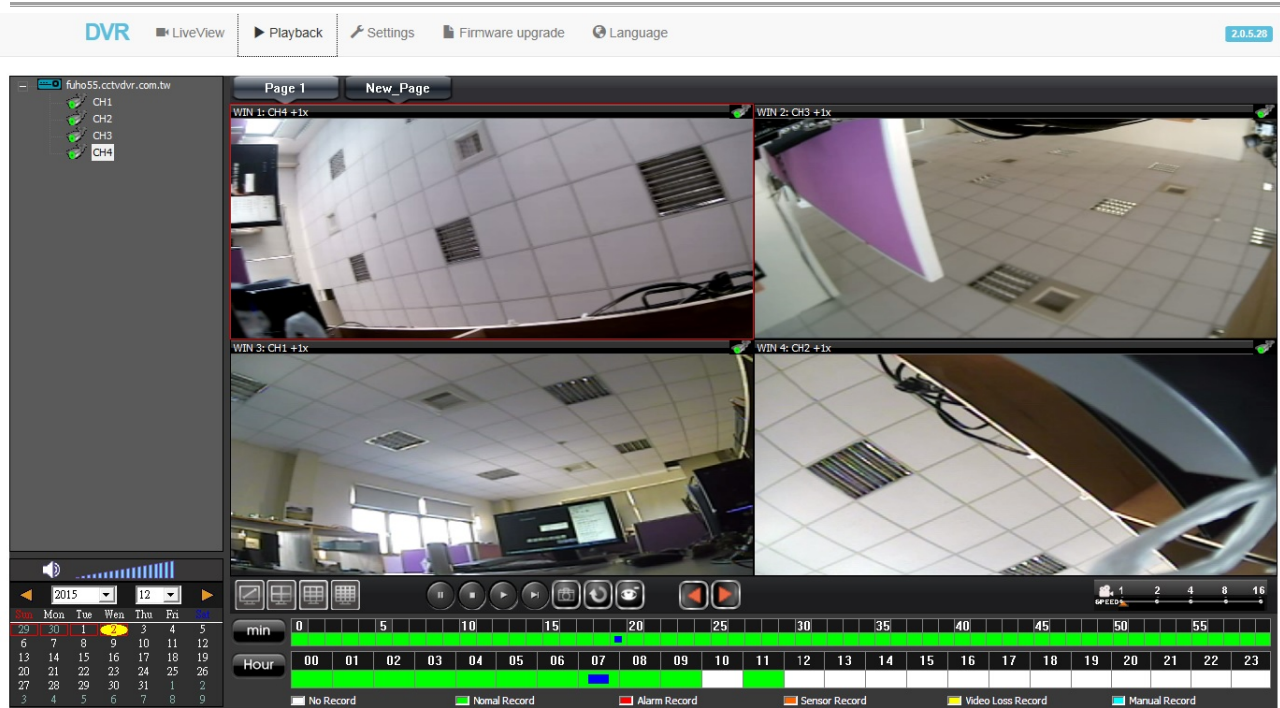 DVR LiveView Playback Settings Firmware upgrade Language 2.0.5.28
fuho55.cctvdvr.com.tw
CH1
CH2
CH3
CH4
Page 1 New_Page
WIN 1: CH4 +1x WIN 2: CH3 +1x
WIN 3: CH1 +1x WIN 4: CH2 +1x
2015 12
Sun Mon Tue Wen Thu Fri Sat
29 30 1 2 3 4 5
6 7 8 9 10 11 12
13 14 15 16 17 18 19
20 21 22 23 24 25 26
27 28 29 30 31 1 2
3 4 5 6 7 8 9
SPEED 1 2 4 8 16
min 0 5 10 15 20 25 30 35 40 45 50 55
Hour 00 01 02 03 04 05 06 07 08 09 10 11 12 13 14 15 16 17 18 19 20 21 22 23
No Record Nomal Record Alarm Record Sensor Record Video Loss Record Manual Record